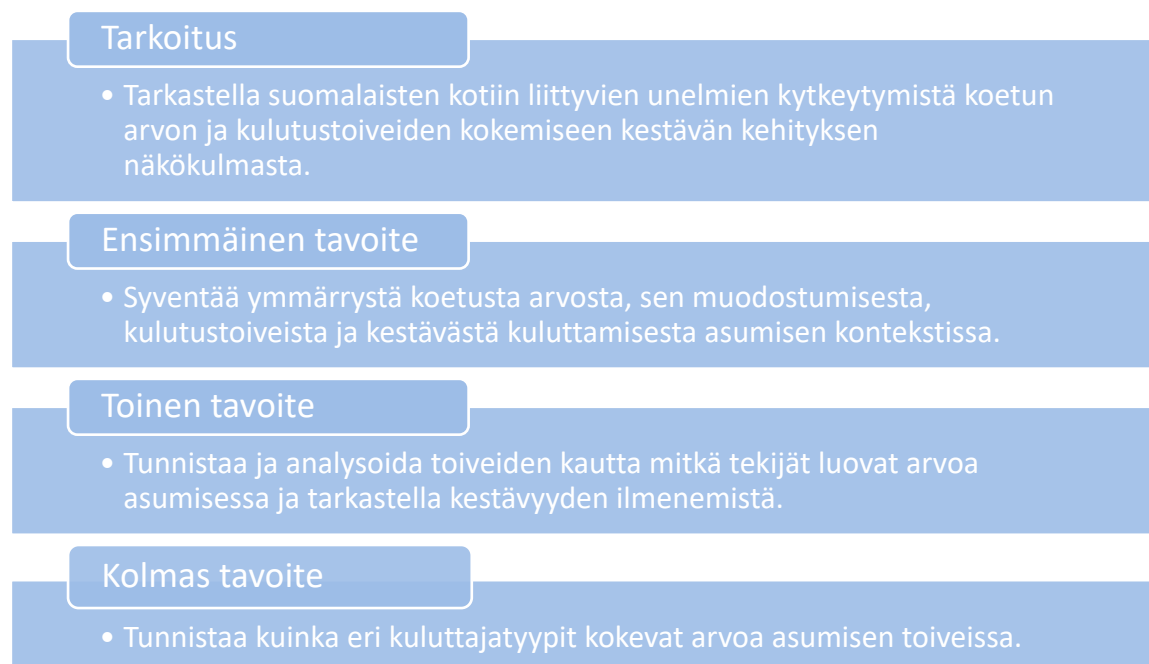 Tarkoitus
• Tarkastella suomalaisten kotiin liittyvien unelmien kytkeytymistä koetun
arvon ja kulutustoiveiden kokemiseen kestävän kehityksen
näkökulmasta.
Ensimmäinen tavoite
• Syventää ymmärrystä koetusta arvosta, sen muodostumisesta,
kulutustoiveista ja kestävästä kuluttamisesta asumisen kontekstissa.
Toinen tavoite
• Tunnistaa ja analysoida toiveiden kautta mitkä tekijät luovat arvoa
asumisessa ja tarkastella kestävyyden ilmenemistä.
Kolmas tavoite
• Tunnistaa kuinka eri kuluttajatyypit kokevat arvoa asumisen toiveissa.